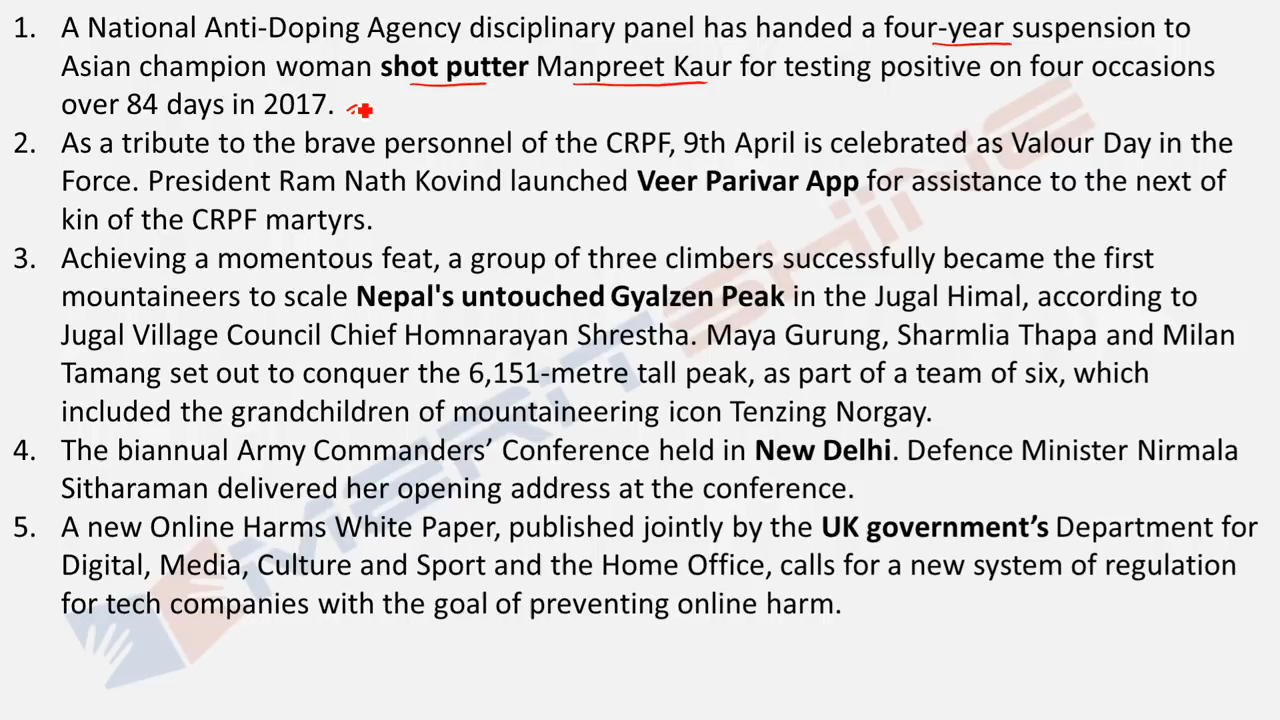 1. A National Anti-Doping Agency disciplinary panel has handed a four-year suspension to
Asian champion woman shot putter Manpreet Kaur for testing positive on four occasions
over 84 days in 2017.
2. As a tribute to the brave personnel of the CRPF, 9th April is celebrated as Valour Day in the
Force. President Ram Nath Kovind launched Veer Parivar App for assistance to the next of
kin of the CRPF martyrs.
3. Achieving a momentous feat, a group of three climbers successfully became the first
mountaineers to scale Nepal's untouched Gyalzen Peak in the Jugal Himal, according to
Jugal Village Council Chief Homnarayan Shrestha. Maya Gurung, Sharmlia Thapa and Milan
Tamang set out to conquer the 6,151-metre tall peak, as part of a team of six, which
included the grandchildren of mountaineering icon Tenzing Norgay.
4. The biannual Army Commanders’ Conference held in New Delhi. Defence Minister Nirmala
Sitharaman delivered her opening address at the conference.
5. A new Online Harms White Paper, published jointly by the UK government’s Department for
Digital, Media, Culture and Sport and the Home Office, calls for a new system of regulation
for tech companies with the goal of preventing online harm.
MERIT SHINE